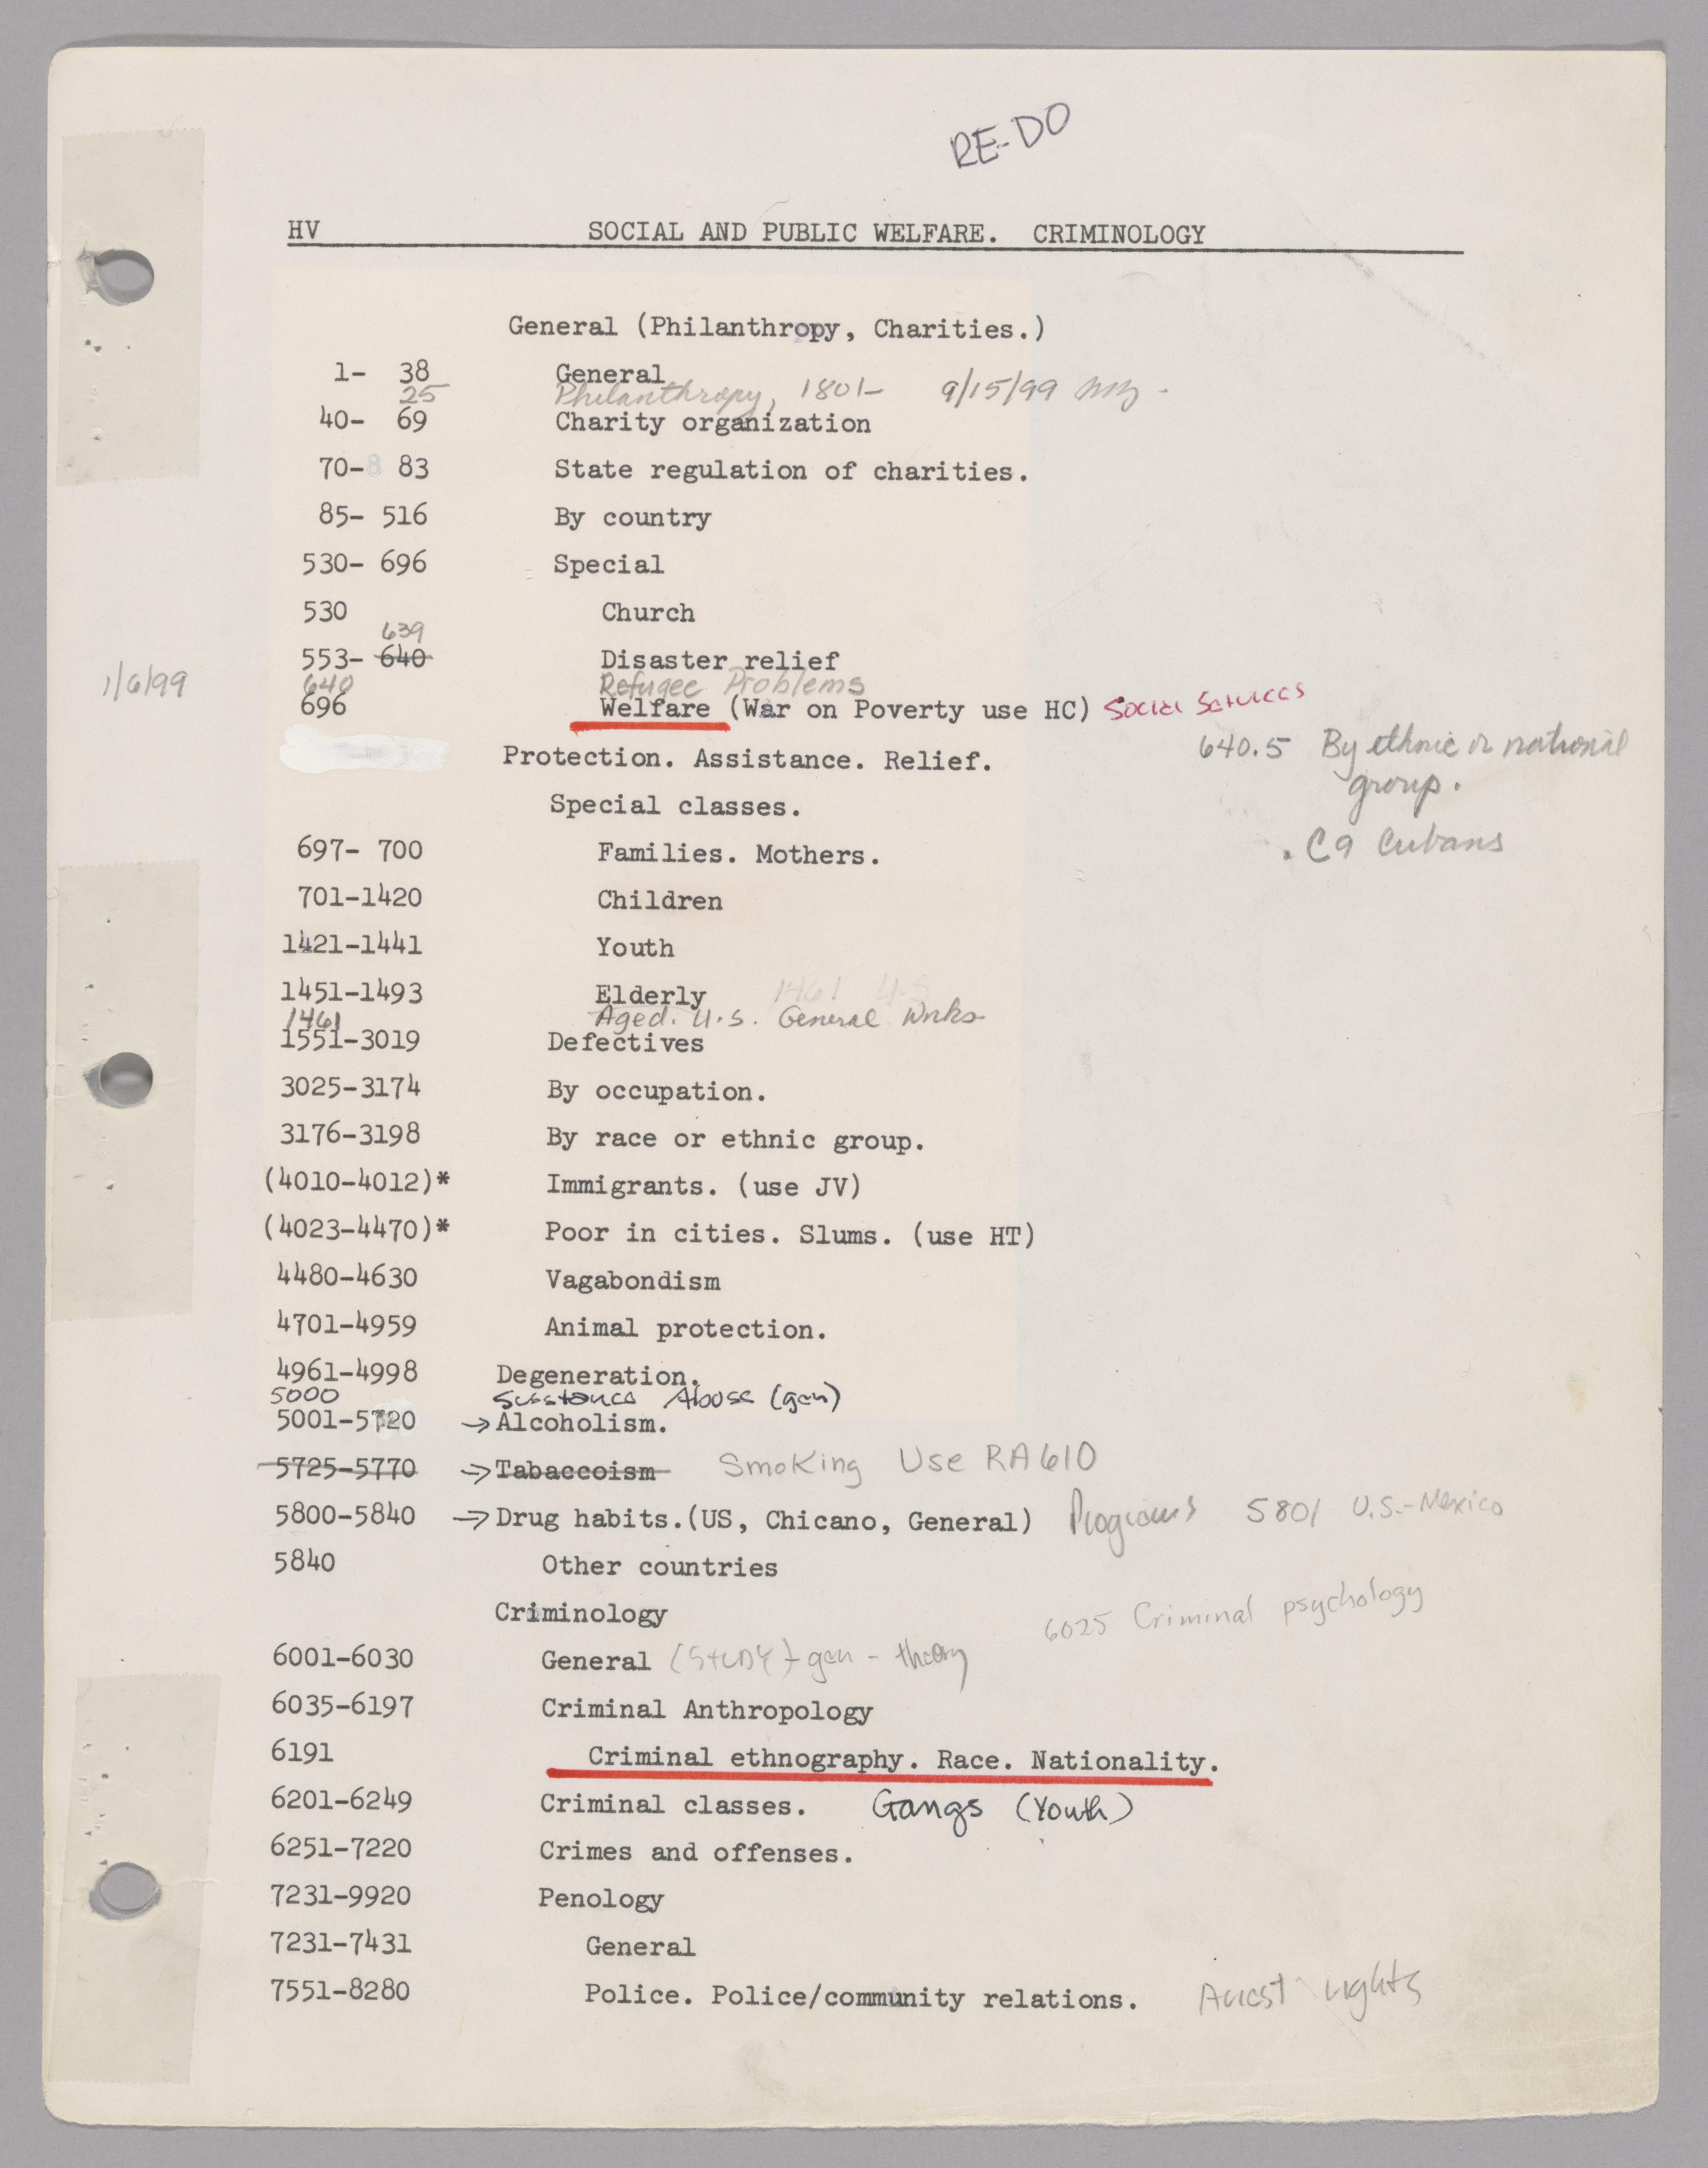 RE-DO
HV SOCIAL AND PUBLIC WELFARE. CRIMINOLOGY
General (Philanthropy, Charities.)
1- 38 General
25 Philanthropy, 1801- 9/15/99
40- 69 Charity organization
70-8 83 State regulation of charities.
85- 516 By country
530- 696 Special
530 Church
639
553- 640 Disaster relief
1/6/99 640 Refugee Problems
696 Welfare (War on Poverty use HC) Social Services
640.5 By ethnic or national
Protection. Assistance. Relief.
group.
Special classes.
.C9 Cubans
697- 700 Families. Mothers.
701-1420 Children
1421-1441 Youth
1451-1493 Elderly 1461 U.S
1461 Aged. U.S. General Works
1551-3019 Defectives
3025-3174 By occupation.
3176-3198 By race or ethnic group.
(4010-4012)* Immigrants. (use JV)
(4023-4470)* Poor in cities. Slums. (use HT)
4480-4630 Vagabondism
4701-4959 Animal protection.
4961-4998 Degeneration.
5000 Substance Abuse (gen)
5001-5720 → Alcoholism.
5725-5770 → Tabaccoism Smoking Use RA610
5800-5840 → Drug habits.(US, Chicano, General) Programs 5801 U.S.-Mexico
5840 Other countries
Criminology 6025 Criminal psychology
6001-6030 General (STUDY)-gen - theory
6035-6197 Criminal Anthropology
6191 Criminal ethnography. Race. Nationality.
6201-6249 Criminal classes. Gangs (Youth)
6251-7220 Crimes and offenses.
7231-9920 Penology
7231-7431 General
7551-8280 Police. Police/community relations. Arrest rights